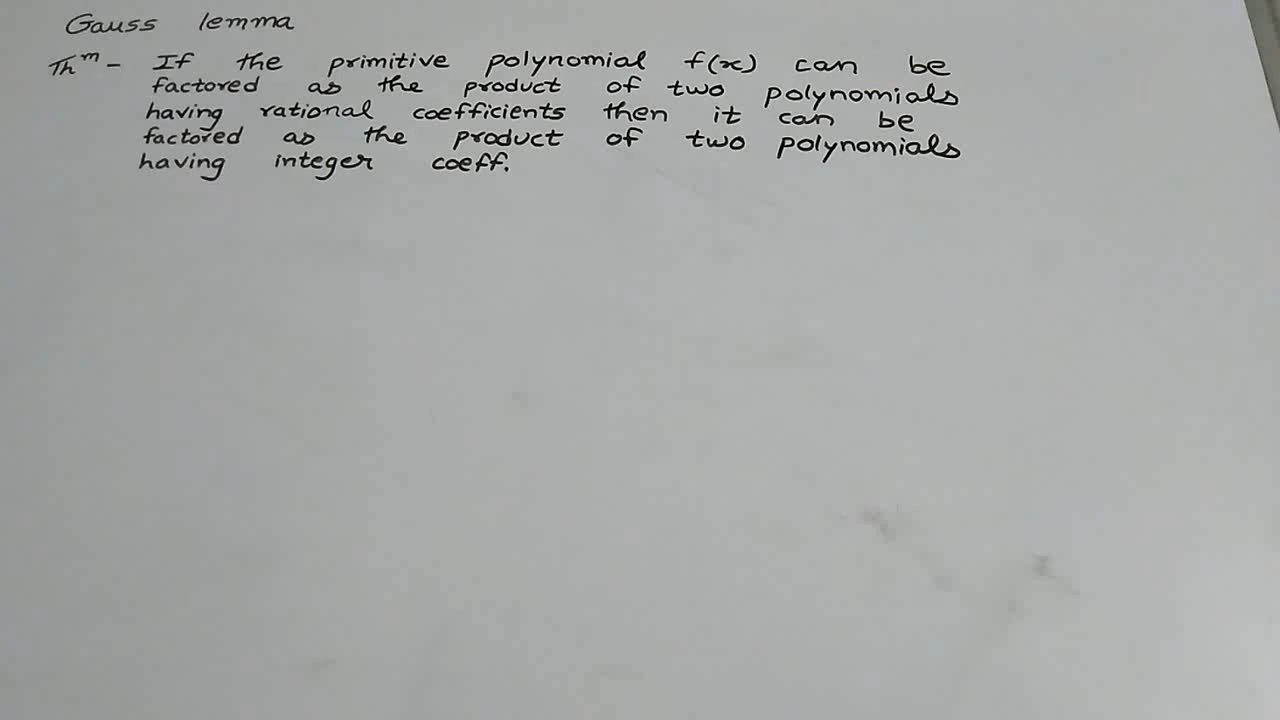 Gauss lemma
Thm - If the primitive polynomial f(x) can be
factored as the product of two polynomials
having rational coefficients then it can be
factored as the product of two polynomials
having integer coeff.